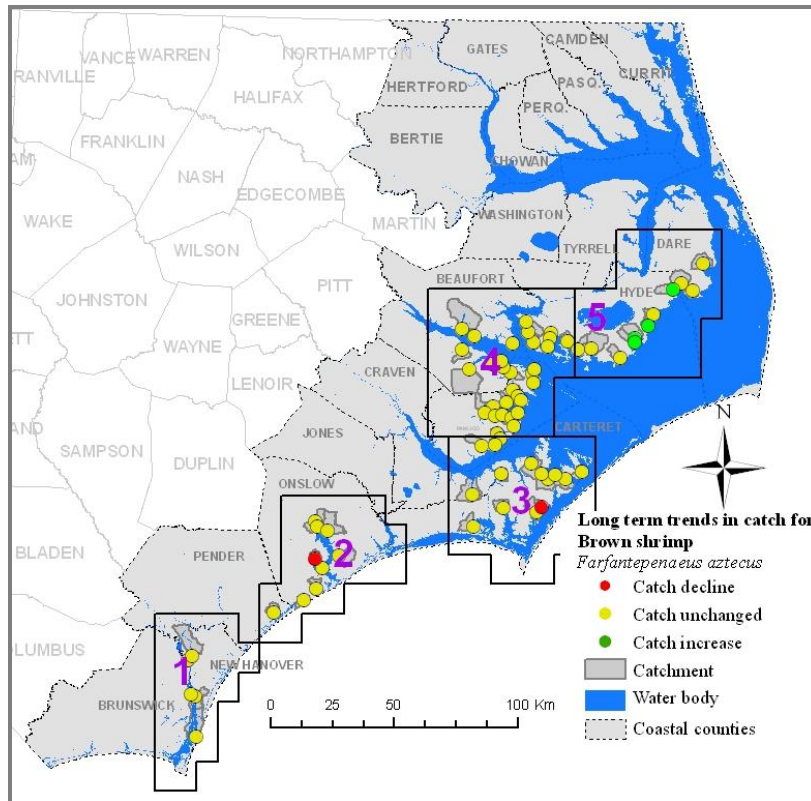 CAMDEN
GATES
NORTHAMPTON
VANCE
WARREN
RANVILLE
CURRIT
PASQ.
HERTFORD
HALIFAX
PERQ.
FRANKLIN
BERTIE
CHOWAN
NASH
EDGECOMBE
WAKE
MARTIN
WASHINGTON
WILSON
TYRRELL
DARE
PITT
BEAUFORT
HYDE
JOHNSTON
GREENE
5
WAYNE
4
CRAVEN
LENOIR
N
CARTERET
JONES
SAMPSON
DUPLIN
ONSLOW
3
Long term trends in catch for
Brown shrimp
Farfantepenaeus aztecus
BLADEN
PENDER
2
Catch decline
Catch unchanged
Catch increase
OLUMBUS
1
NEW HANOVER
Catchment
BRUNSWICK
Water body
Coastal counties
0 25 50 100 Km